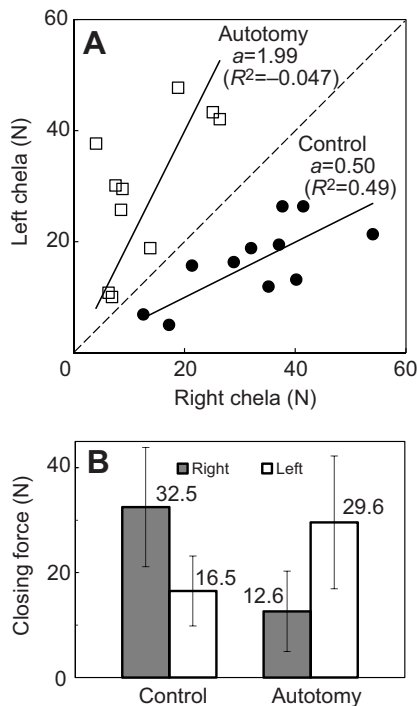 A
60
40
20
0
20
40
60
Left chela (N)
Right chela (N)
Autotomy
a=1.99
(R²=–0.047)
Control
a=0.50
(R²=0.49)
B
40
20
0
Closing force (N)
Right Left
32.5
16.5
12.6
29.6
Control Autotomy